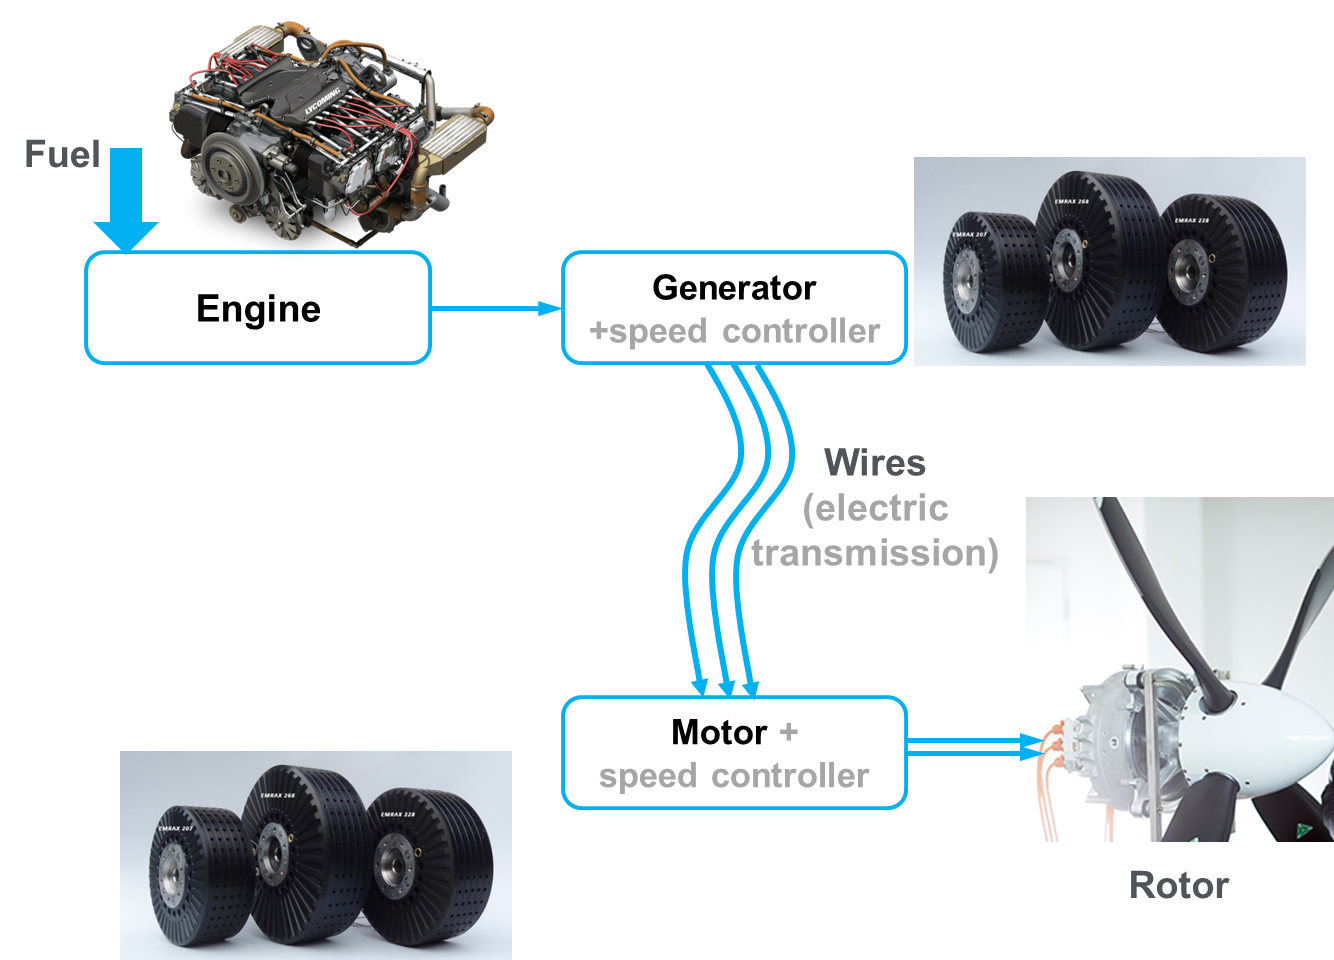 LYCOMING
Fuel
Engine
Generator
+speed controller
EMRAX 207
EMRAX 268
EMRAX 228
Wires
(electric
transmission)
Motor +
speed controller
EMRAX 207
EMRAX 268
EMRAX 228
Rotor